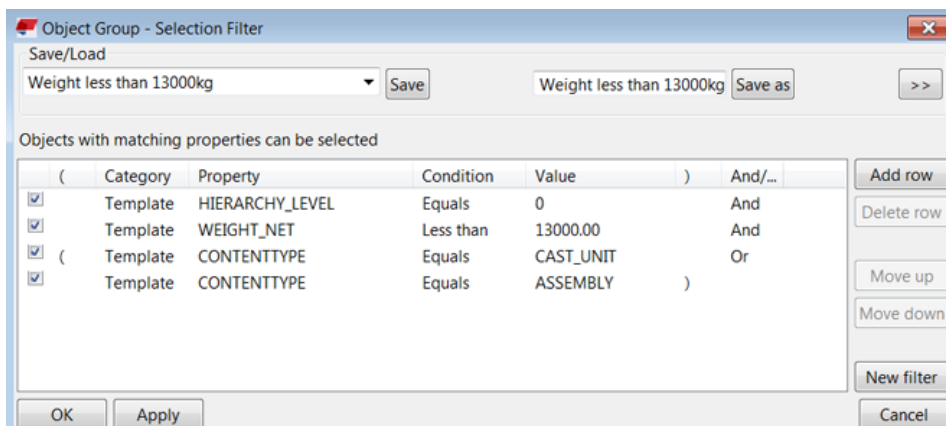 Object Group - Selection Filter
Save/Load
Weight less than 13000kg Save Weight less than 13000kg Save as >>
Objects with matching properties can be selected
( Category Property Condition Value ) And/... Add row
Template HIERARCHY_LEVEL Equals 0 And
Delete row
Template WEIGHT_NET Less than 13000.00 And
( Template CONTENTTYPE Equals CAST_UNIT Or
Template CONTENTTYPE Equals ASSEMBLY )
Move up
Move down
New filter
OK Apply Cancel